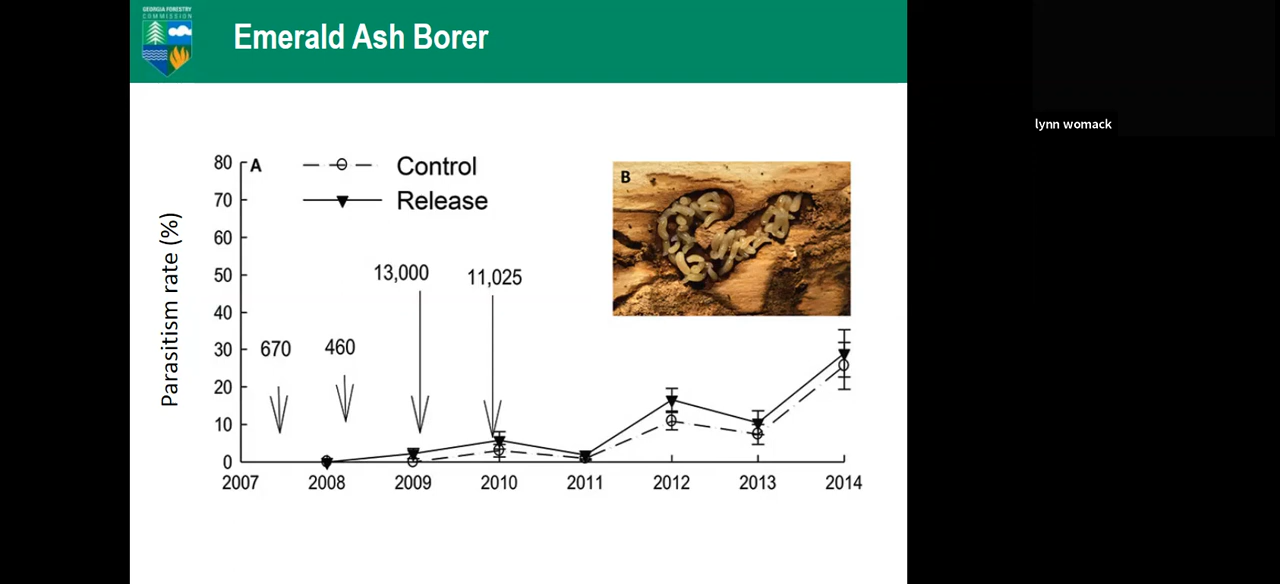 GEORGIA FORESTRY
COMMISSION
Emerald Ash Borer
lynn womack
80
A
Control
B
70
Release
60
50
13,000
11,025
40
30
670
460
20
10
0
Parasitism rate (%)
2007
2008
2009
2010
2011
2012
2013
2014